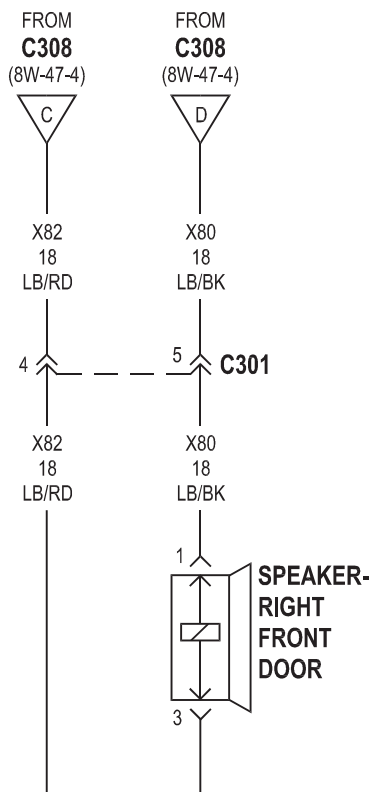 FROM
C308
(8W-47-4)
C
FROM
C308
(8W-47-4)
D
X82
18
LB/RD
X80
18
LB/BK
4
5
C301
X82
18
LB/RD
X80
18
LB/BK
1
SPEAKER-
RIGHT
FRONT
DOOR
3